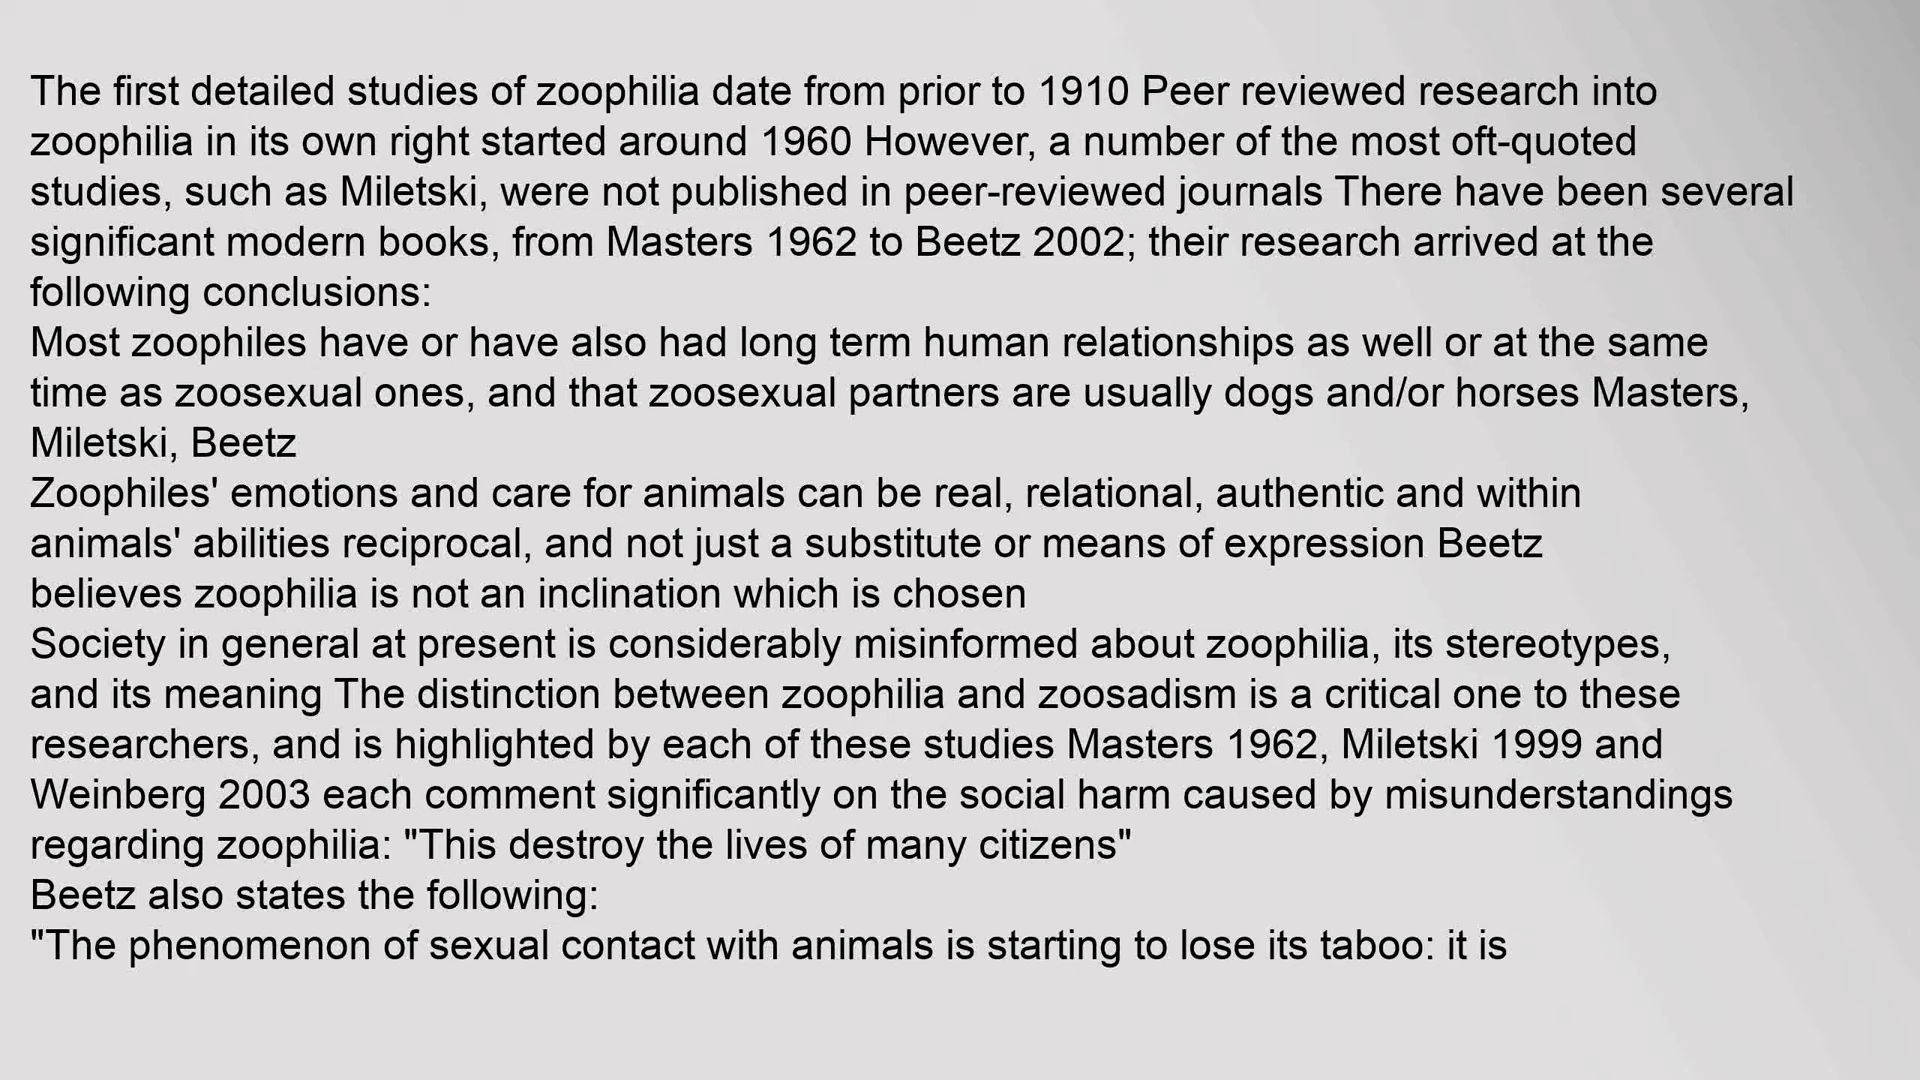 The first detailed studies of zoophilia date from prior to 1910 Peer reviewed research into
zoophilia in its own right started around 1960 However, a number of the most oft-quoted
studies, such as Miletski, were not published in peer-reviewed journals There have been several
significant modern books, from Masters 1962 to Beetz 2002; their research arrived at the
following conclusions:
Most zoophiles have or have also had long term human relationships as well or at the same
time as zoosexual ones, and that zoosexual partners are usually dogs and/or horses Masters,
Miletski, Beetz
Zoophiles' emotions and care for animals can be real, relational, authentic and within
animals' abilities reciprocal, and not just a substitute or means of expression Beetz
believes zoophilia is not an inclination which is chosen
Society in general at present is considerably misinformed about zoophilia, its stereotypes,
and its meaning The distinction between zoophilia and zoosadism is a critical one to these
researchers, and is highlighted by each of these studies Masters 1962, Miletski 1999 and
Weinberg 2003 each comment significantly on the social harm caused by misunderstandings
regarding zoophilia: "This destroy the lives of many citizens"
Beetz also states the following:
"The phenomenon of sexual contact with animals is starting to lose its taboo: it is